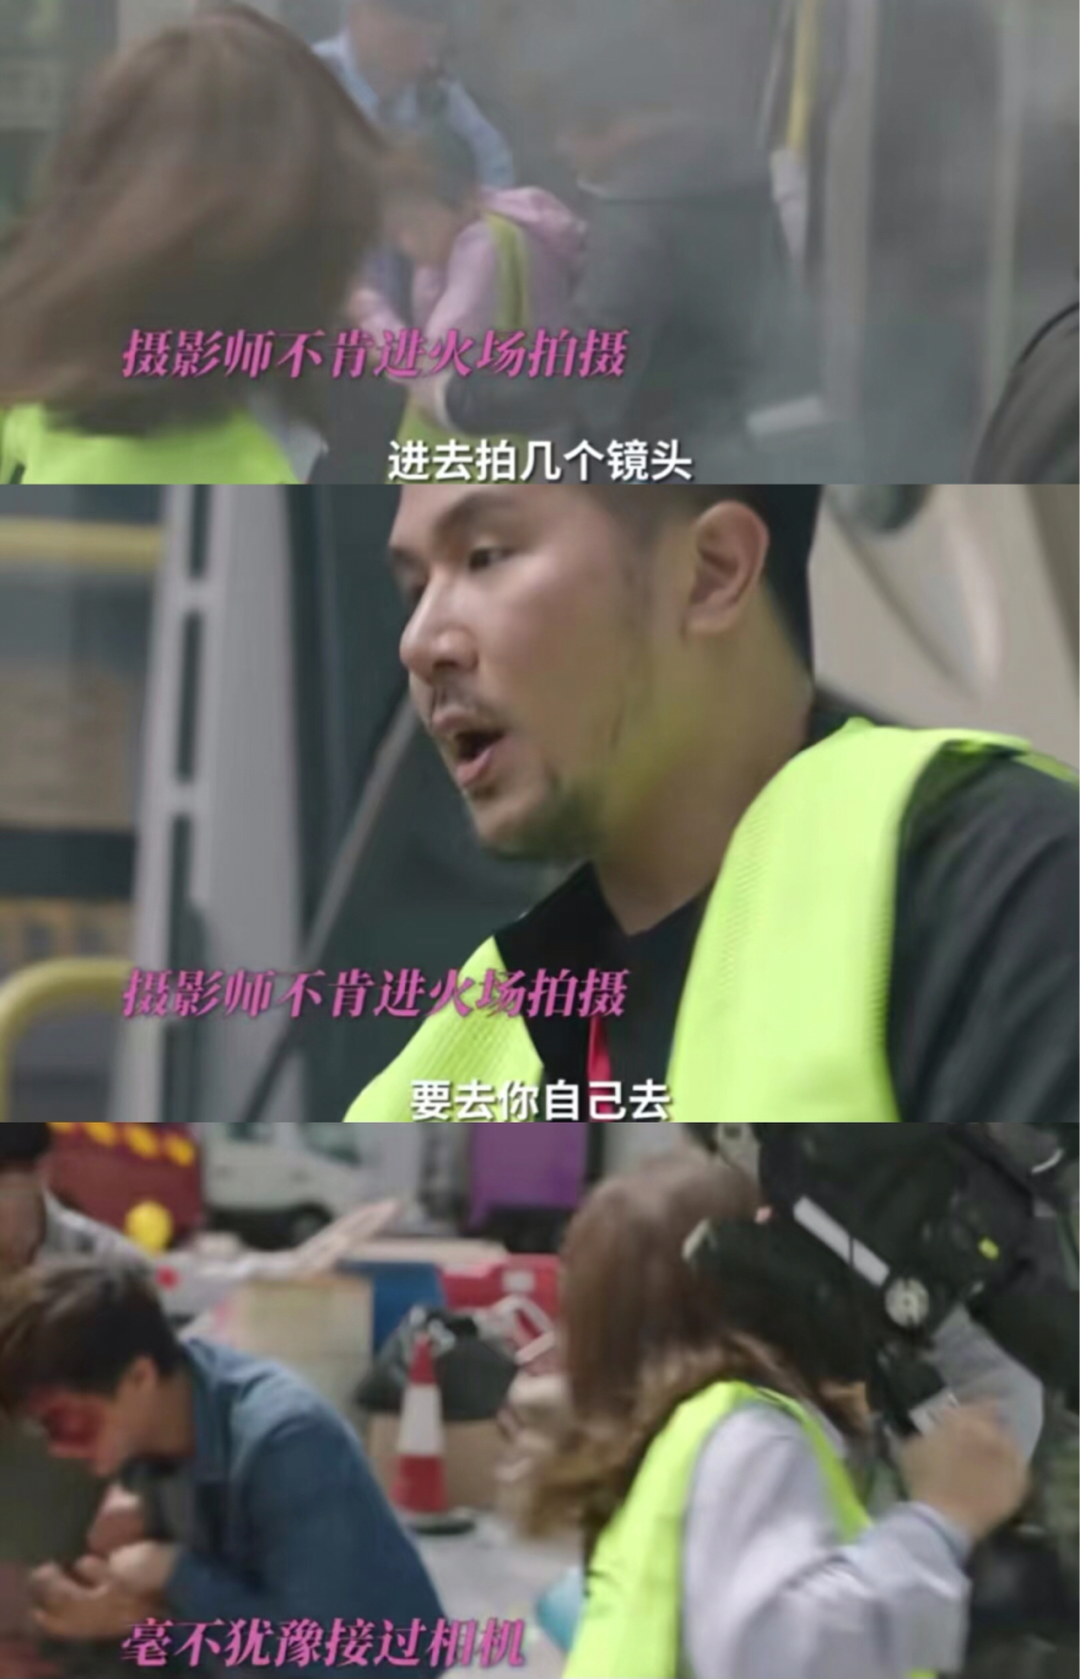 摄影师不肯进火场拍摄
进去拍几个镜头
摄影师不肯进火场拍摄
要去你自己去
毫不犹豫接过相机